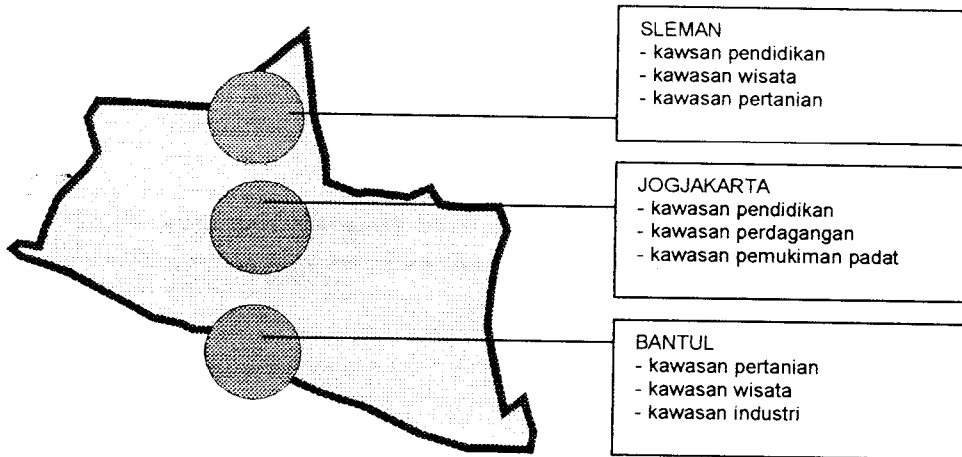 SLEMAN
- kawsan pendidikan
- kawasan wisata
- kawasan pertanian
JOGJAKARTA
- kawasan pendidikan
- kawasan perdagangan
- kawasan pemukiman padat
BANTUL
- kawasan pertanian
- kawasan wisata
- kawasan industri